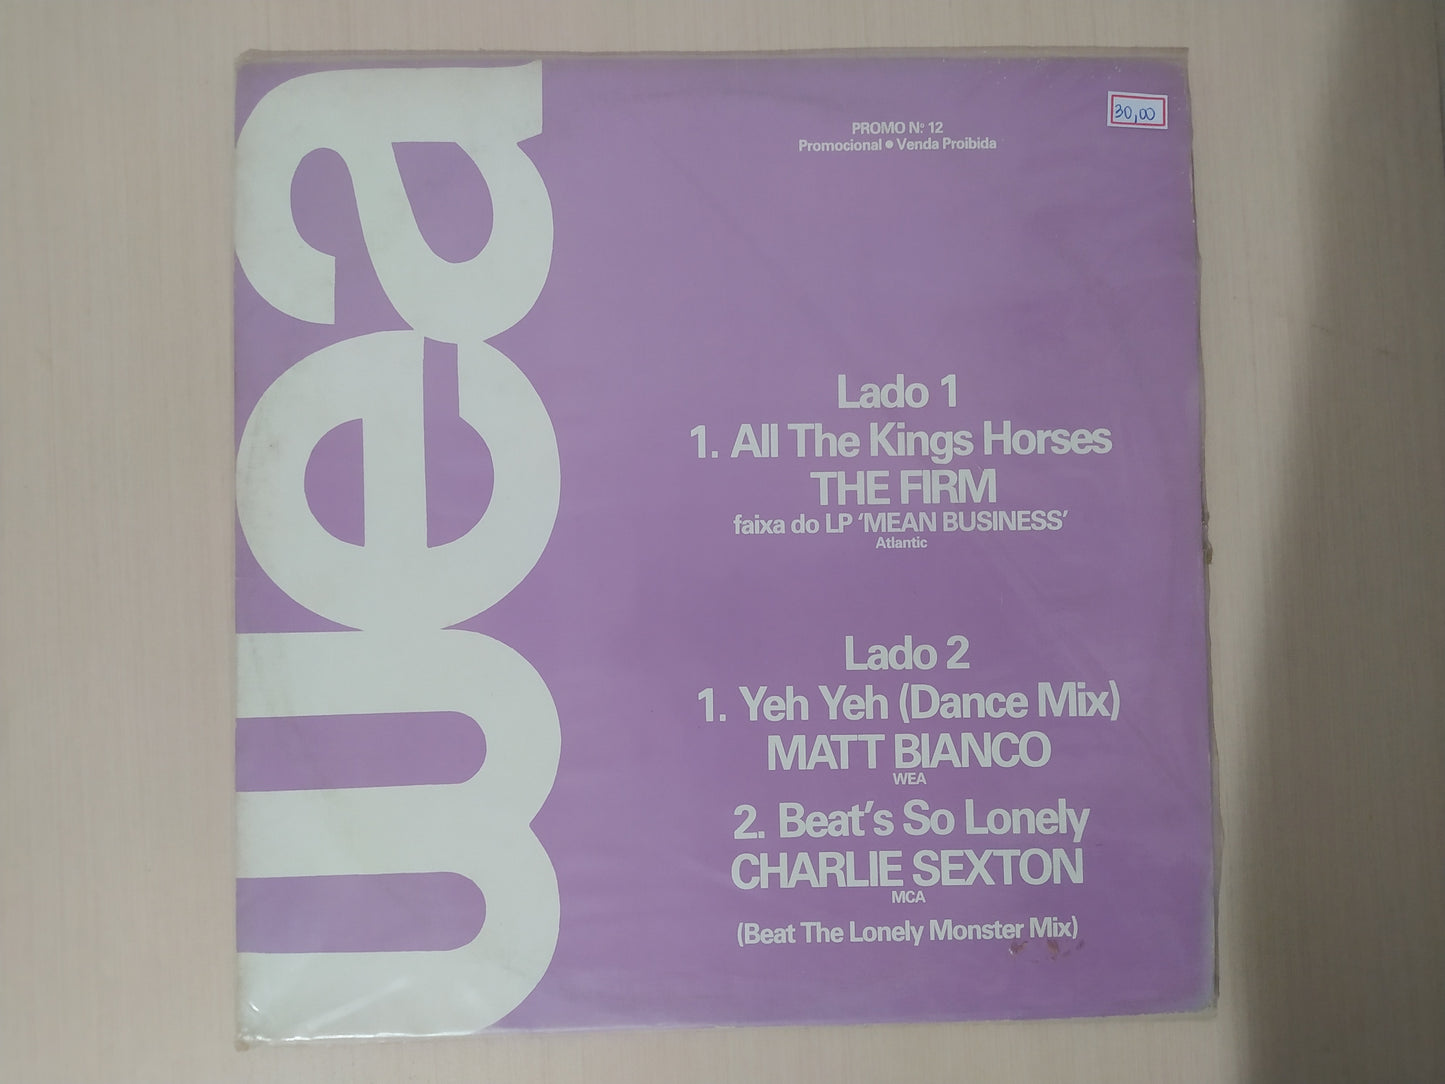 wea
PROMO Nº 12
Promocional • Venda Proibida
30,00
Lado 1
1. All The Kings Horses
THE FIRM
faixa do LP ‘MEAN BUSINESS’
Atlantic
Lado 2
1. Yeh Yeh (Dance Mix)
MATT BIANCO
WEA
2. Beat’s So Lonely
CHARLIE SEXTON
MCA
(Beat The Lonely Monster Mix)